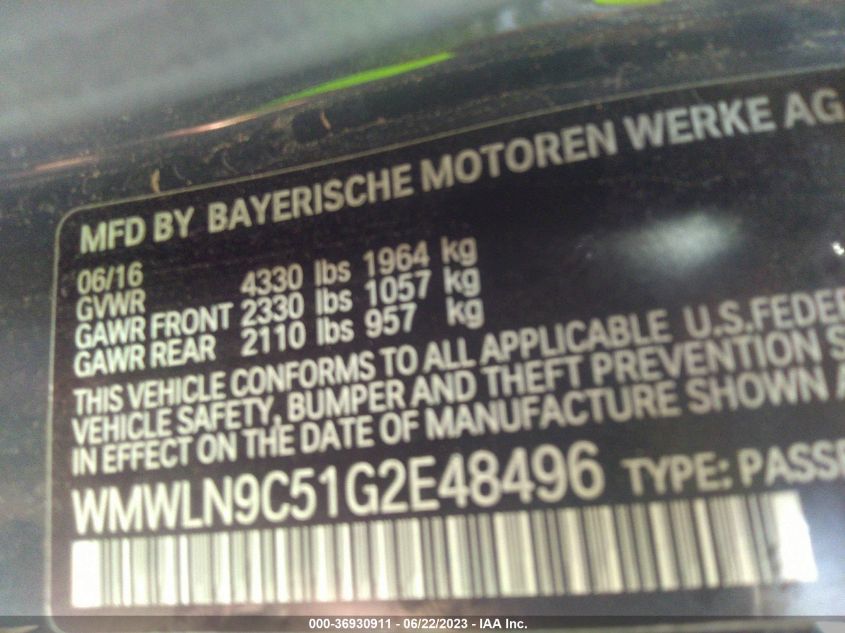 MFD BY BAYERISCHE MOTOREN WERKE AG
06/16
GVWR 4330 lbs 1964 kg
GAWR FRONT 2330 lbs 1057 kg
GAWR REAR 2110 lbs 957 kg
THIS VEHICLE CONFORMS TO ALL APPLICABLE U.S.FEDER
VEHICLE SAFETY, BUMPER AND THEFT PREVENTION S
IN EFFECT ON THE DATE OF MANUFACTURE SHOWN A
WMWLN9C51G2E48496 TYPE: PASSE
000-36930911 - 06/22/2023 - IAA Inc.